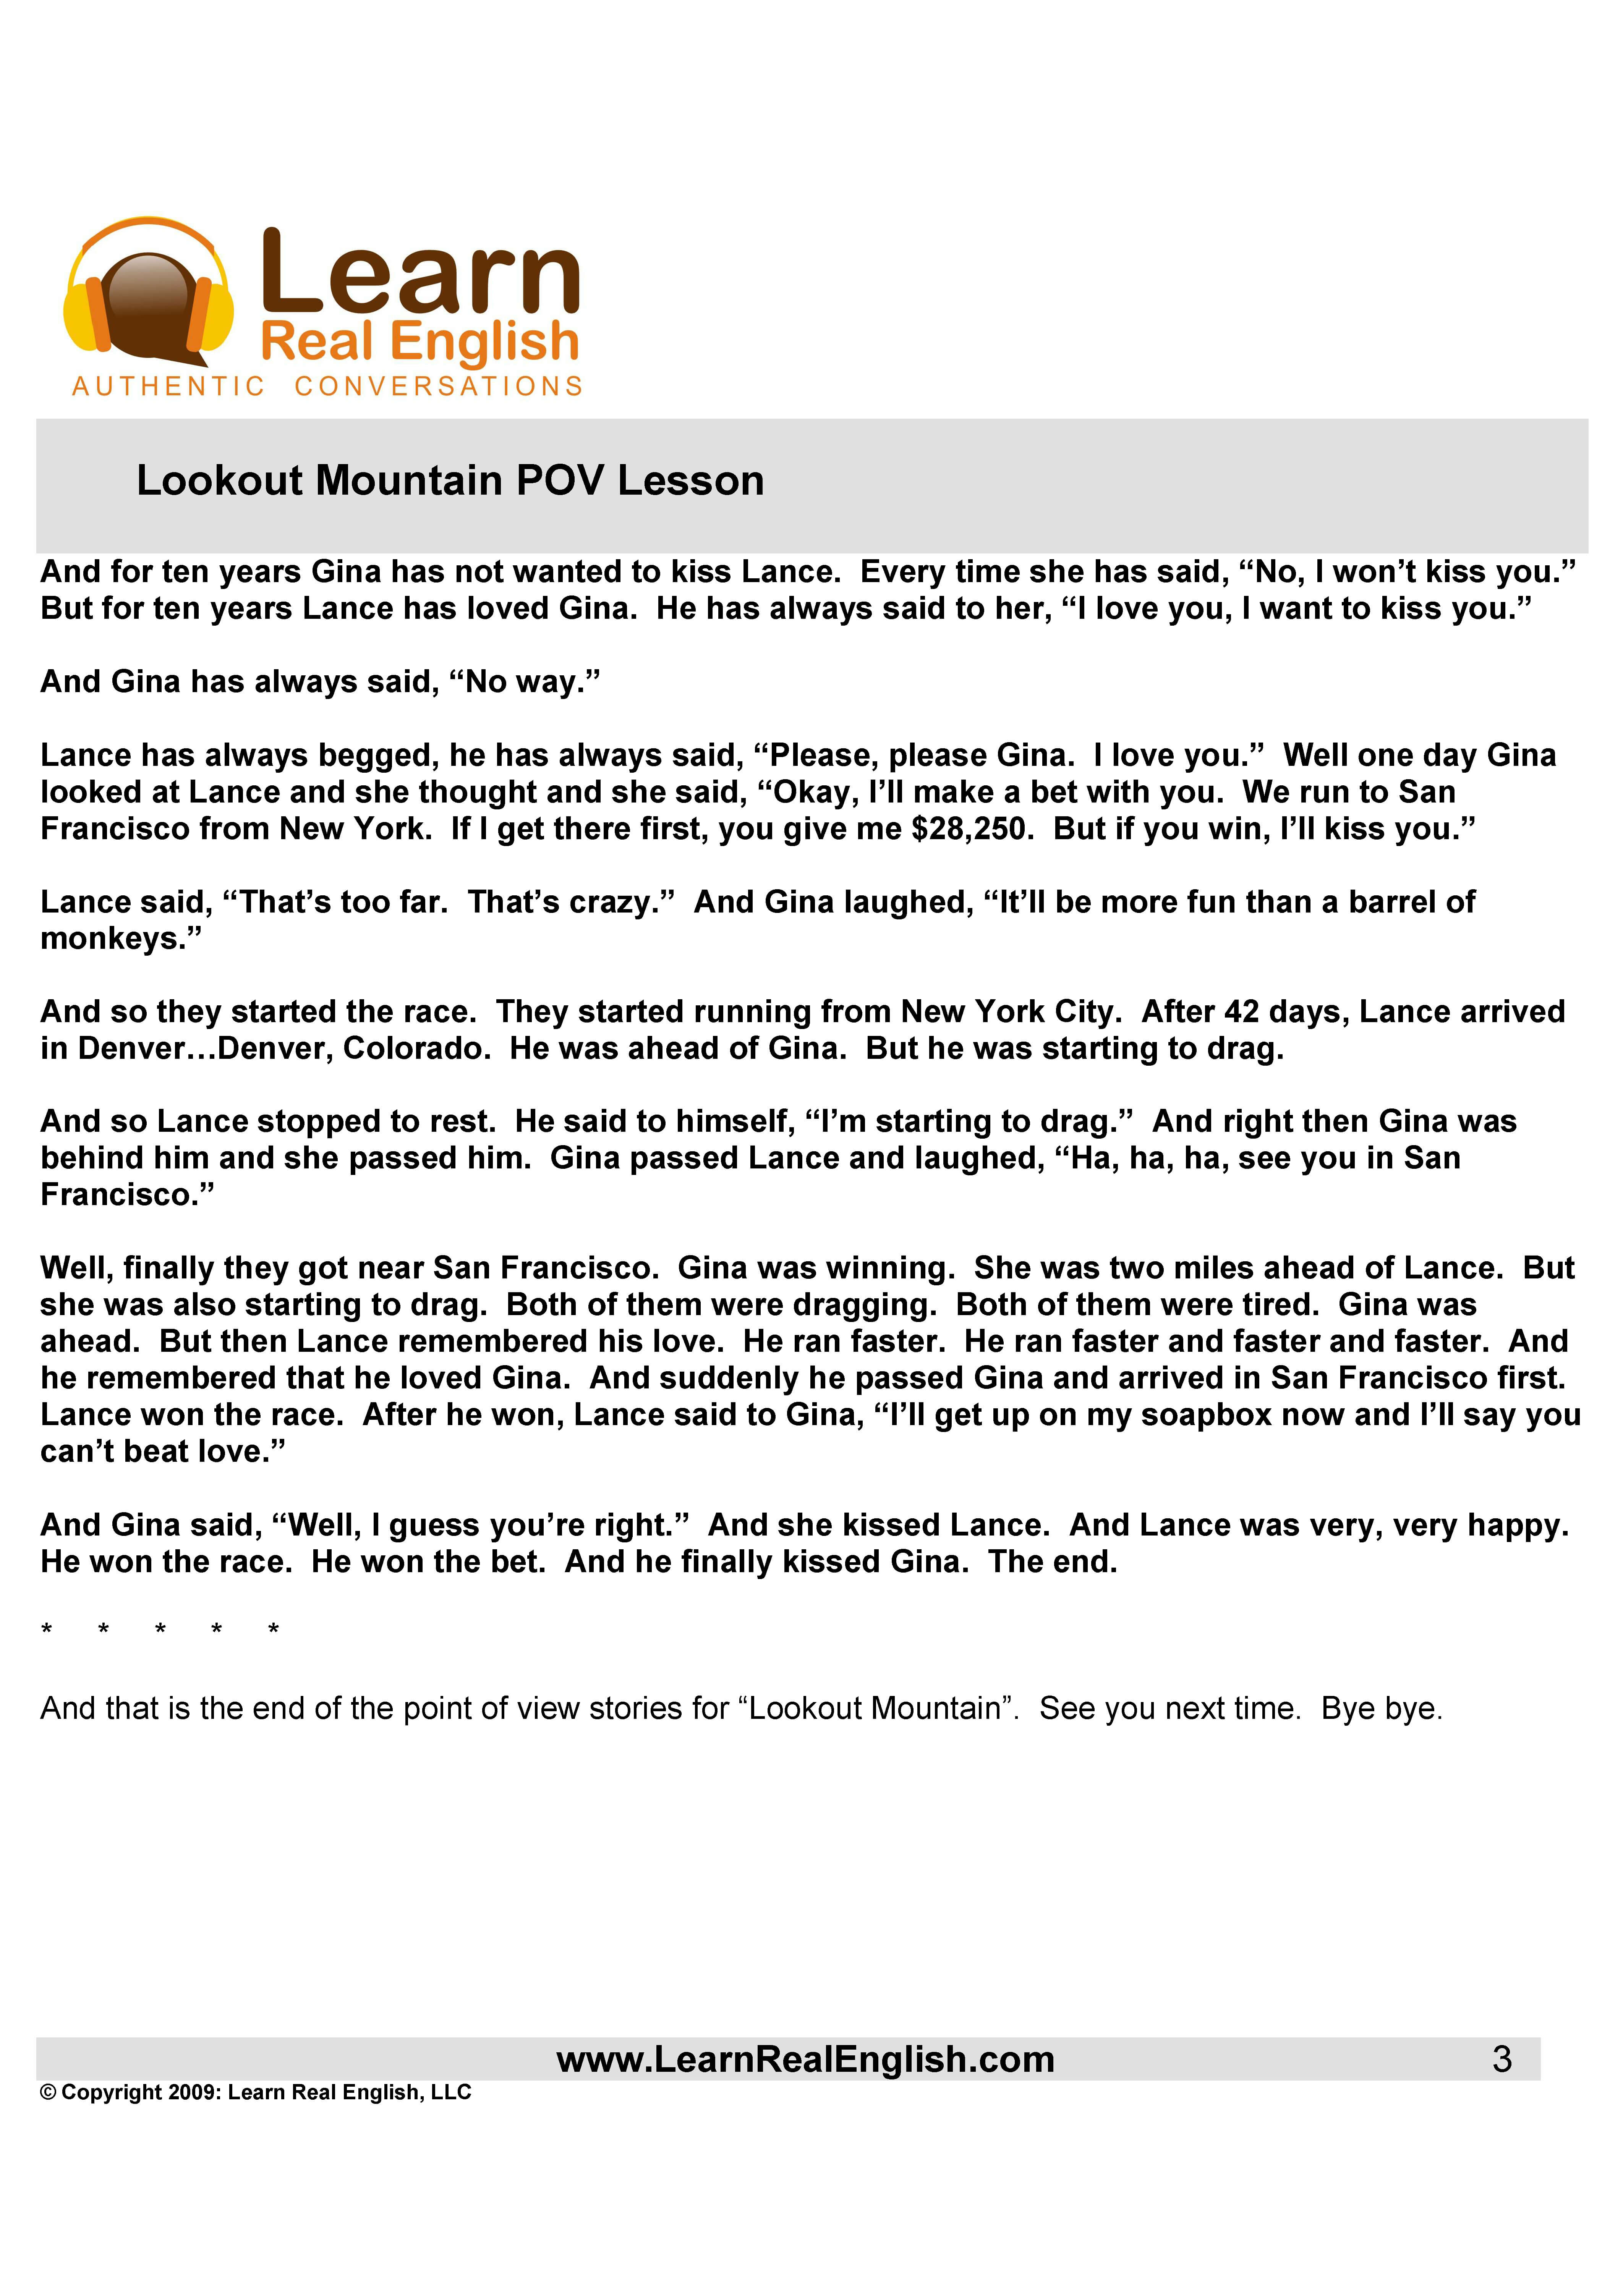 Learn
Real English
AUTHENTIC CONVERSATIONS
Lookout Mountain POV Lesson
And for ten years Gina has not wanted to kiss Lance.  Every time she has said, “No, I won’t kiss you.”
But for ten years Lance has loved Gina.  He has always said to her, “I love you, I want to kiss you.”
And Gina has always said, “No way.”
Lance has always begged, he has always said, “Please, please Gina.  I love you.”  Well one day Gina
looked at Lance and she thought and she said, “Okay, I’ll make a bet with you.  We run to San
Francisco from New York.  If I get there first, you give me $28,250.  But if you win, I’ll kiss you.”
Lance said, “That’s too far.  That’s crazy.”  And Gina laughed, “It’ll be more fun than a barrel of
monkeys.”
And so they started the race.  They started running from New York City.  After 42 days, Lance arrived
in Denver…Denver, Colorado.  He was ahead of Gina.  But he was starting to drag.
And so Lance stopped to rest.  He said to himself, “I’m starting to drag.”  And right then Gina was
behind him and she passed him.  Gina passed Lance and laughed, “Ha, ha, ha, see you in San
Francisco.”
Well, finally they got near San Francisco.  Gina was winning.  She was two miles ahead of Lance.  But
she was also starting to drag.  Both of them were dragging.  Both of them were tired.  Gina was
ahead.  But then Lance remembered his love.  He ran faster.  He ran faster and faster and faster.  And
he remembered that he loved Gina.  And suddenly he passed Gina and arrived in San Francisco first.
Lance won the race.  After he won, Lance said to Gina, “I’ll get up on my soapbox now and I’ll say you
can’t beat love.”
And Gina said, “Well, I guess you’re right.”  And she kissed Lance.  And Lance was very, very happy.
He won the race.  He won the bet.  And he finally kissed Gina.  The end.
* * * * *
And that is the end of the point of view stories for “Lookout Mountain”.  See you next time.  Bye bye.
www.LearnRealEnglish.com 3
© Copyright 2009: Learn Real English, LLC